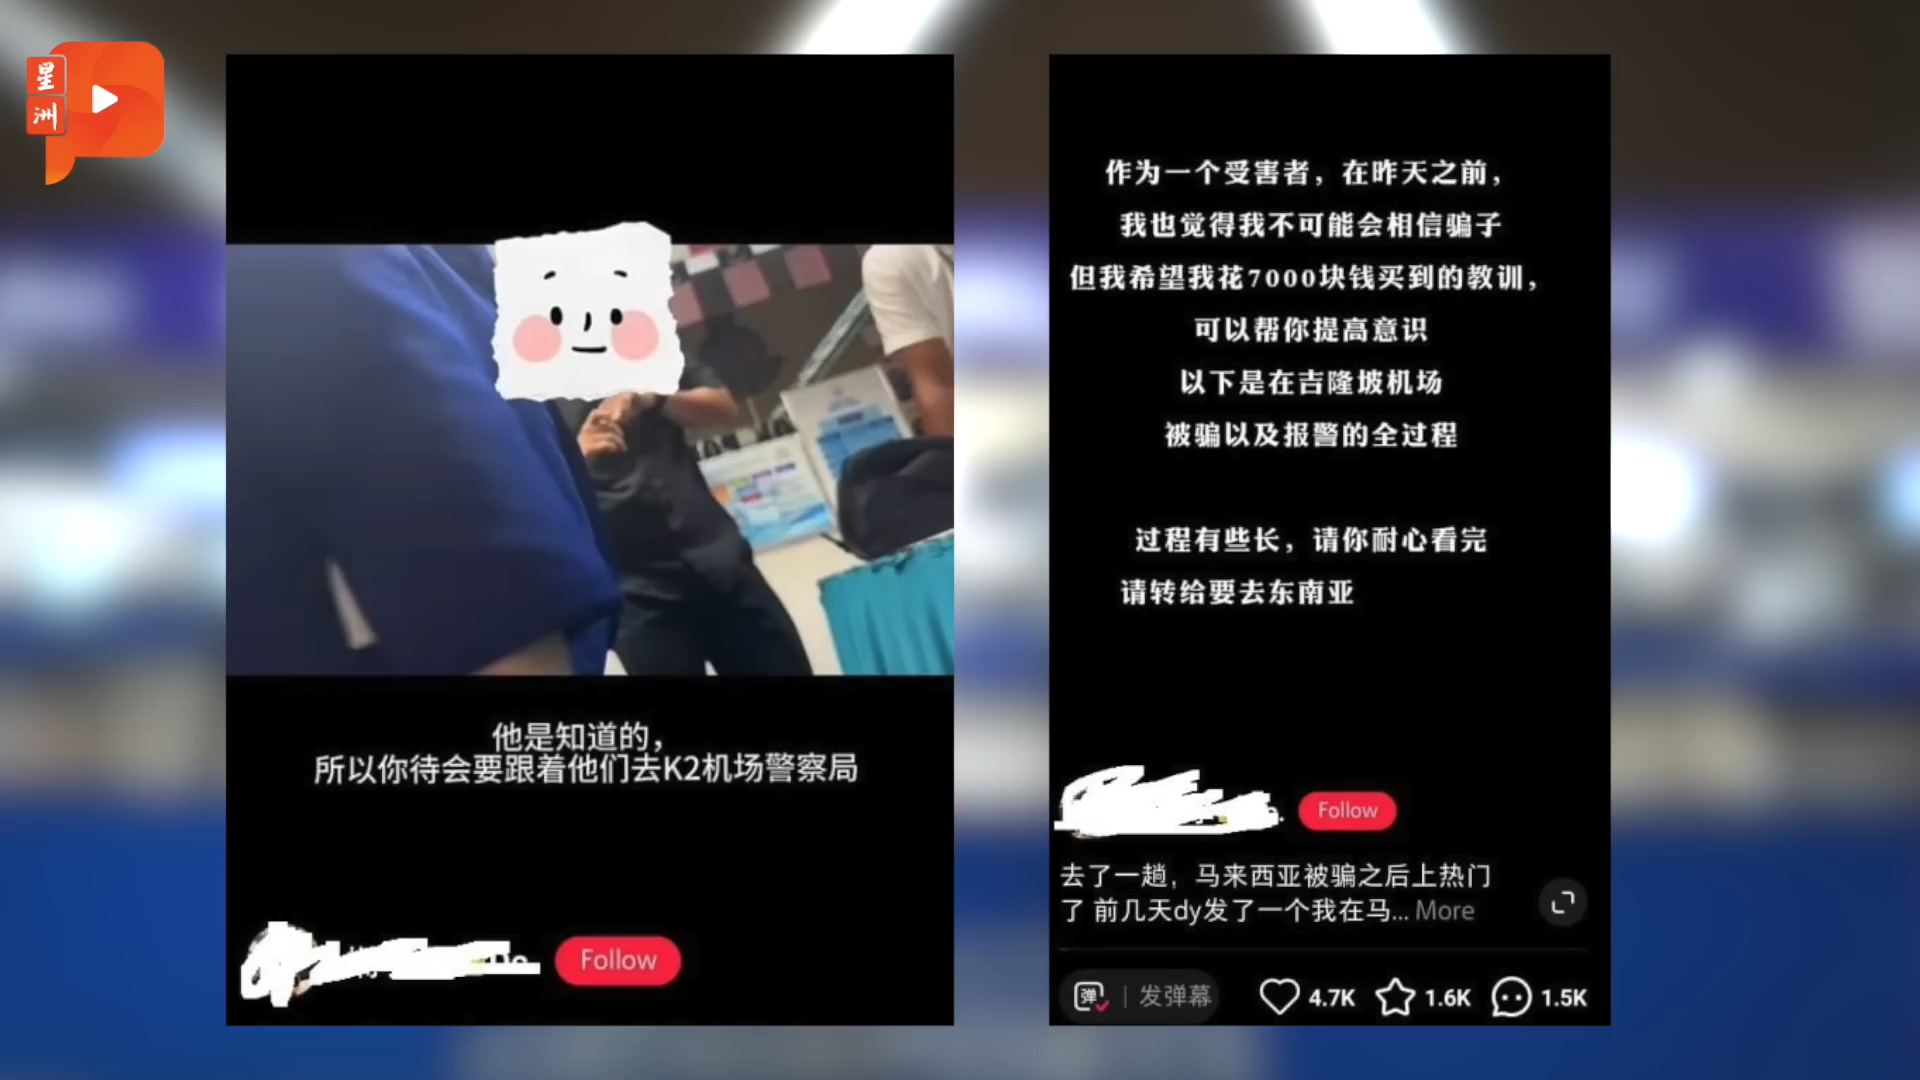 星洲
他是知道的，
所以你待会要跟着他们去K2机场警察局
Follow
作为一个受害者，在昨天之前，
我也觉得我不可能会相信骗子
但我希望我花7000块钱买到的教训，
可以帮你提高意识
以下是在吉隆坡机场
被骗以及报警的全过程
过程有些长，请你耐心看完
请转给要去东南亚
Follow
去了一趟，马来西亚被骗之后上热门
了 前几天dy发了一个我在马... More
弹 | 发弹幕 4.7K 1.6K 1.5K